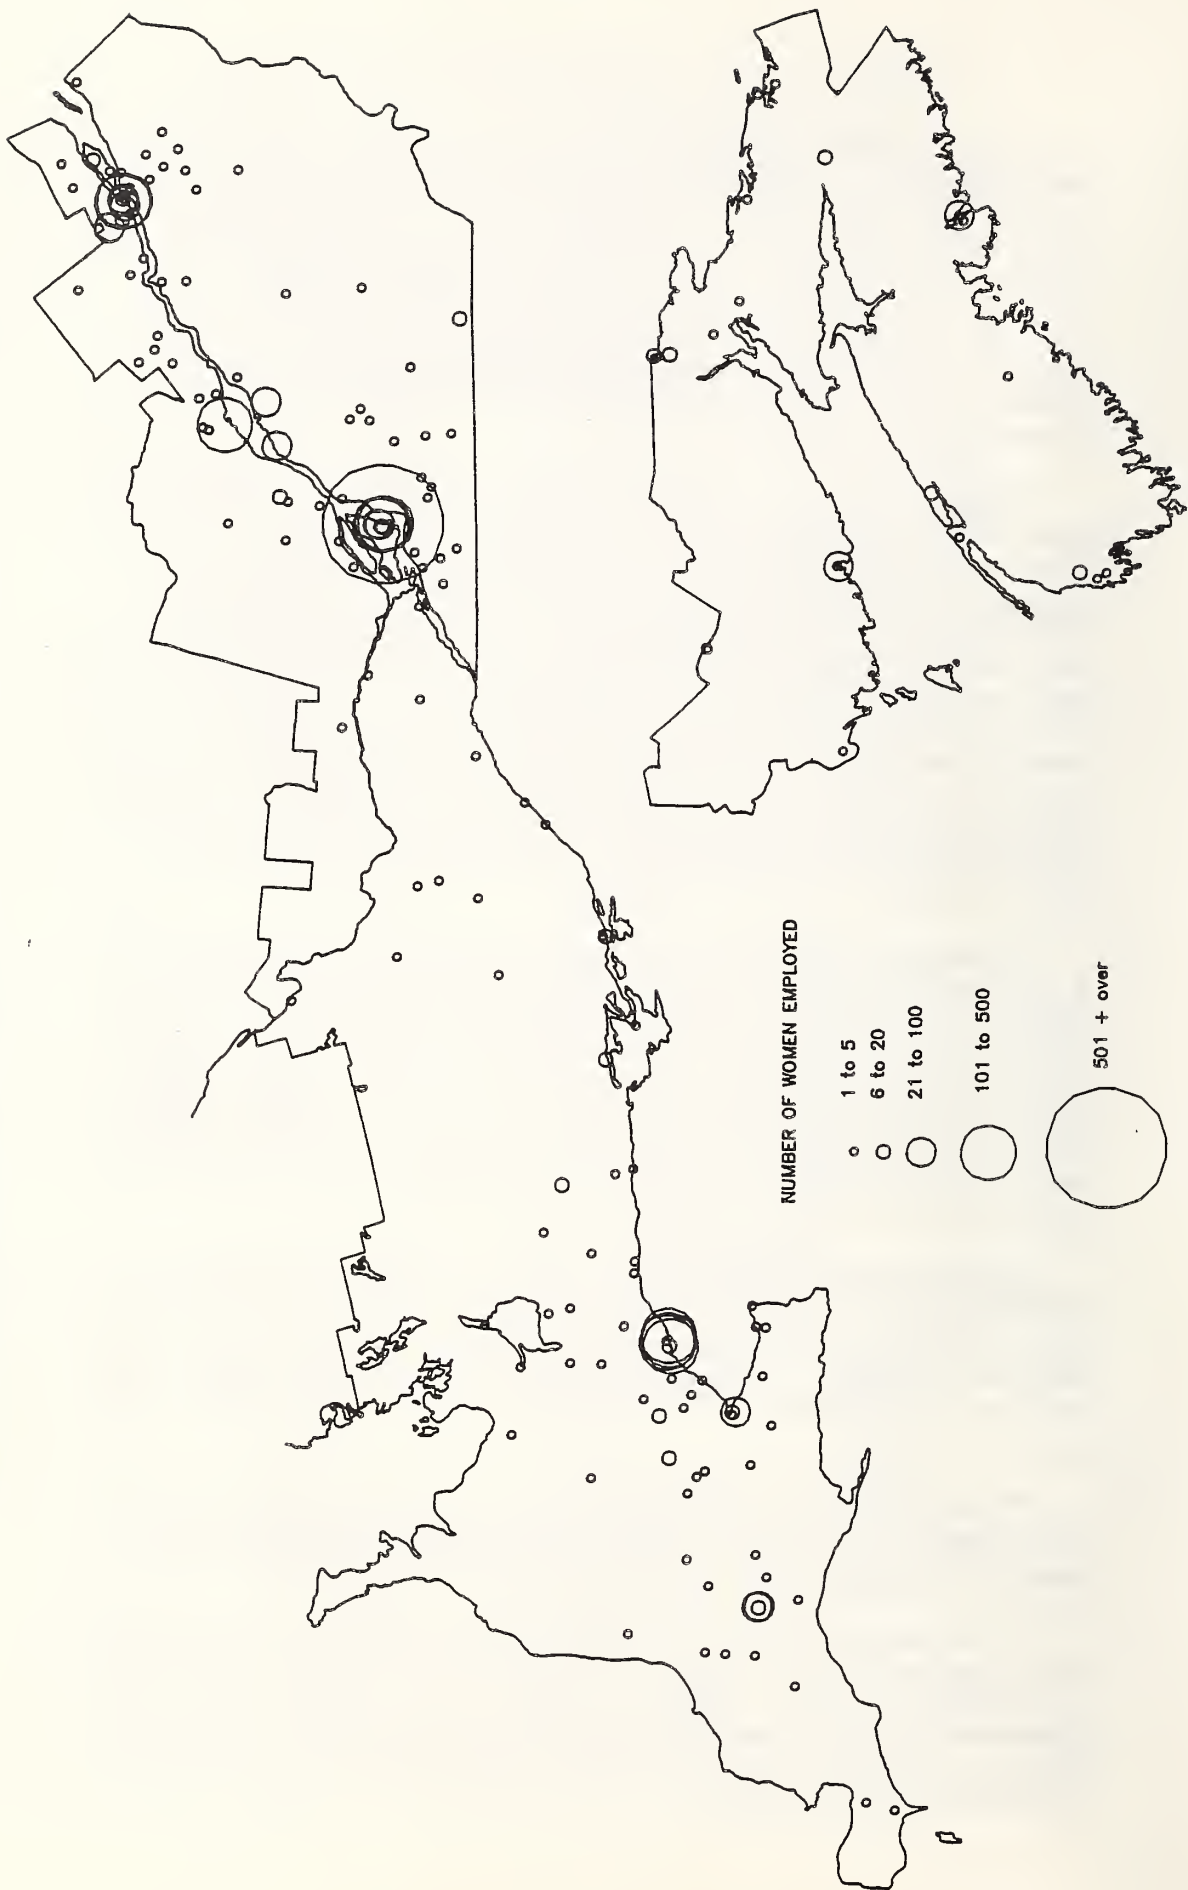 NUMBER OF WOMEN EMPLOYED
1 to 5
6 to 20
21 to 100
101 to 500
501 + over